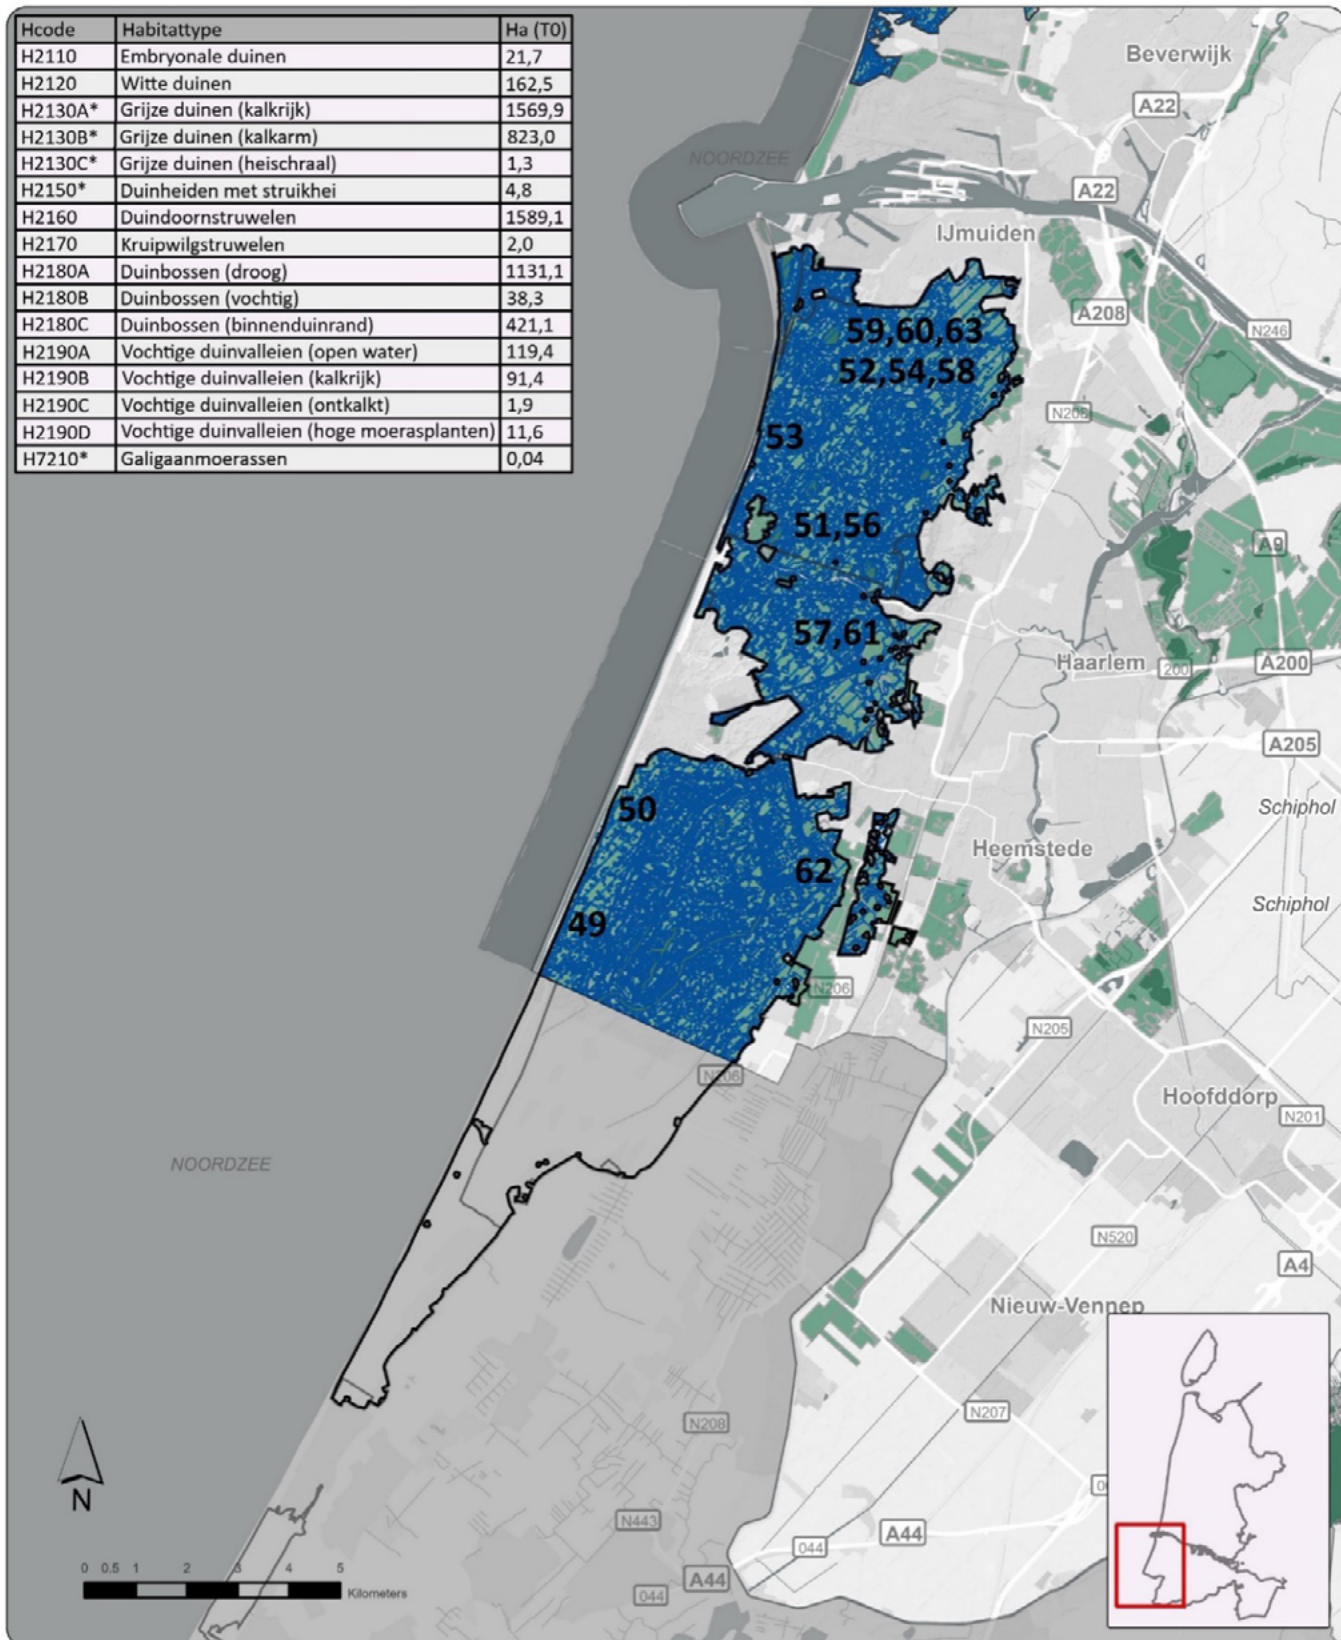 Hcode Habitattype Ha (T0)
H2110 Embryonale duinen 21,7
H2120 Witte duinen 162,5
H2130A* Grijze duinen (kalkrijk) 1569,9
H2130B* Grijze duinen (kalkarm) 823,0
H2130C* Grijze duinen (heischraal) 1,3
H2150* Duinheiden met struikhei 4,8
H2160 Duindoornstruwelen 1589,1
H2170 Kruipwilgstruwelen 2,0
H2180A Duinbossen (droog) 1131,1
H2180B Duinbossen (vochtig) 38,3
H2180C Duinbossen (binnenduinrand) 421,1
H2190A Vochtige duinvalleien (open water) 119,4
H2190B Vochtige duinvalleien (kalkrijk) 91,4
H2190C Vochtige duinvalleien (ontkalkt) 1,9
H2190D Vochtige duinvalleien (hoge moerasplanten) 11,6
H7210* Galigaanmoerassen 0,04
Beverwijk
A22
NOORDZEE
A22
IJmuiden
A208
N246
59,60,63
52,54,58
N208
53
51,56
A9
57,61
Haarlem
200
A200
A205
50
Schiphol
Heemstede
62
Schiphol
49
N206
N205
N206
Hoofddorp
N201
NOORDZEE
N520
A4
Nieuw-Vennep
N207
N208
N443
A44
044
A44
044
N
0 0.5 1 2 3 4 5
Kilometers